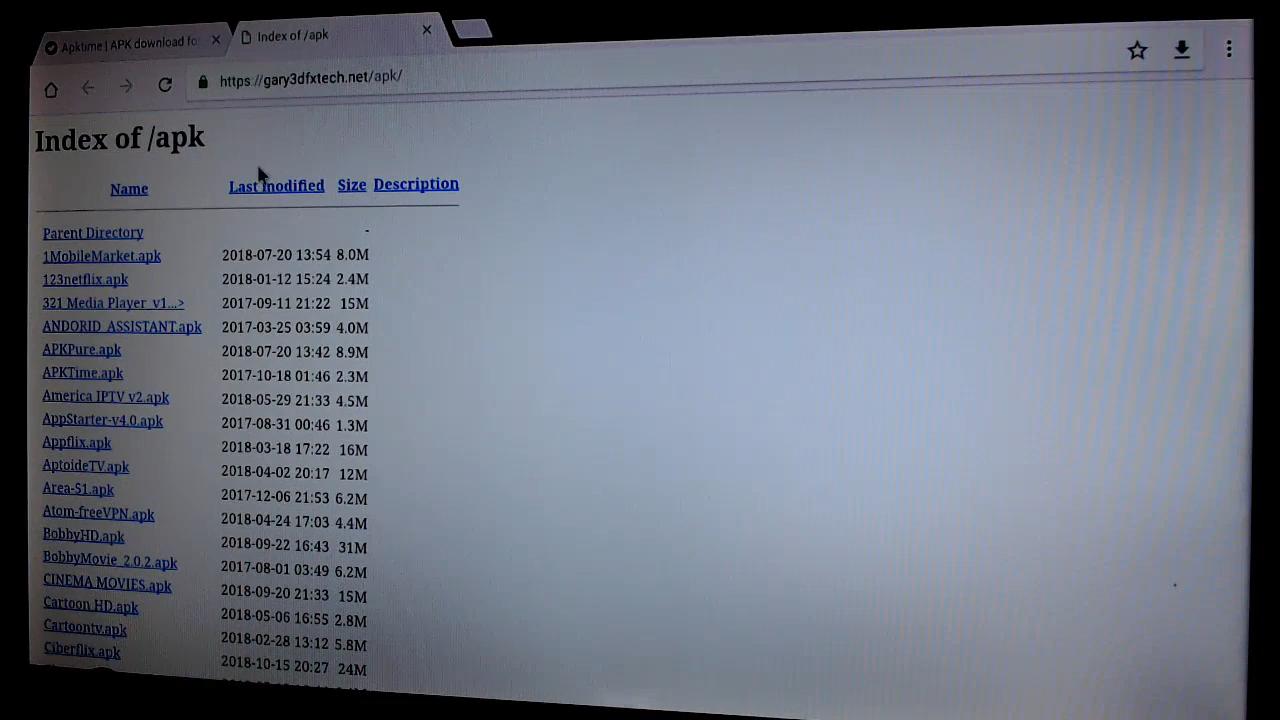 Apktime | APK download fo
Index of /apk
https://gary3dfxtech.net/apk/
Index of /apk
Name Last modified Size Description
Parent Directory -
1MobileMarket.apk 2018-07-20 13:54 8.0M
123netflix.apk 2018-01-12 15:24 2.4M
321 Media Player_v1...> 2017-09-11 21:22 15M
ANDORID_ASSISTANT.apk 2017-03-25 03:59 4.0M
APKPure.apk 2018-07-20 13:42 8.9M
APKTime.apk 2017-10-18 01:46 2.3M
America IPTV v2.apk 2018-05-29 21:33 4.5M
AppStarter-v4.0.apk 2017-08-31 00:46 1.3M
Appflix.apk 2018-03-18 17:22 16M
AptoideTV.apk 2018-04-02 20:17 12M
Area-51.apk 2017-12-06 21:53 6.2M
Atom-freeVPN.apk 2018-04-24 17:03 4.4M
BobbyHD.apk 2018-09-22 16:43 31M
BobbyMovie_2.0.2.apk 2017-08-01 03:49 6.2M
CINEMA MOVIES.apk 2018-09-20 21:33 15M
Cartoon HD.apk 2018-05-06 16:55 2.8M
Cartoontv.apk 2018-02-28 13:12 5.8M
Ciberflix.apk 2018-10-15 20:27 24M